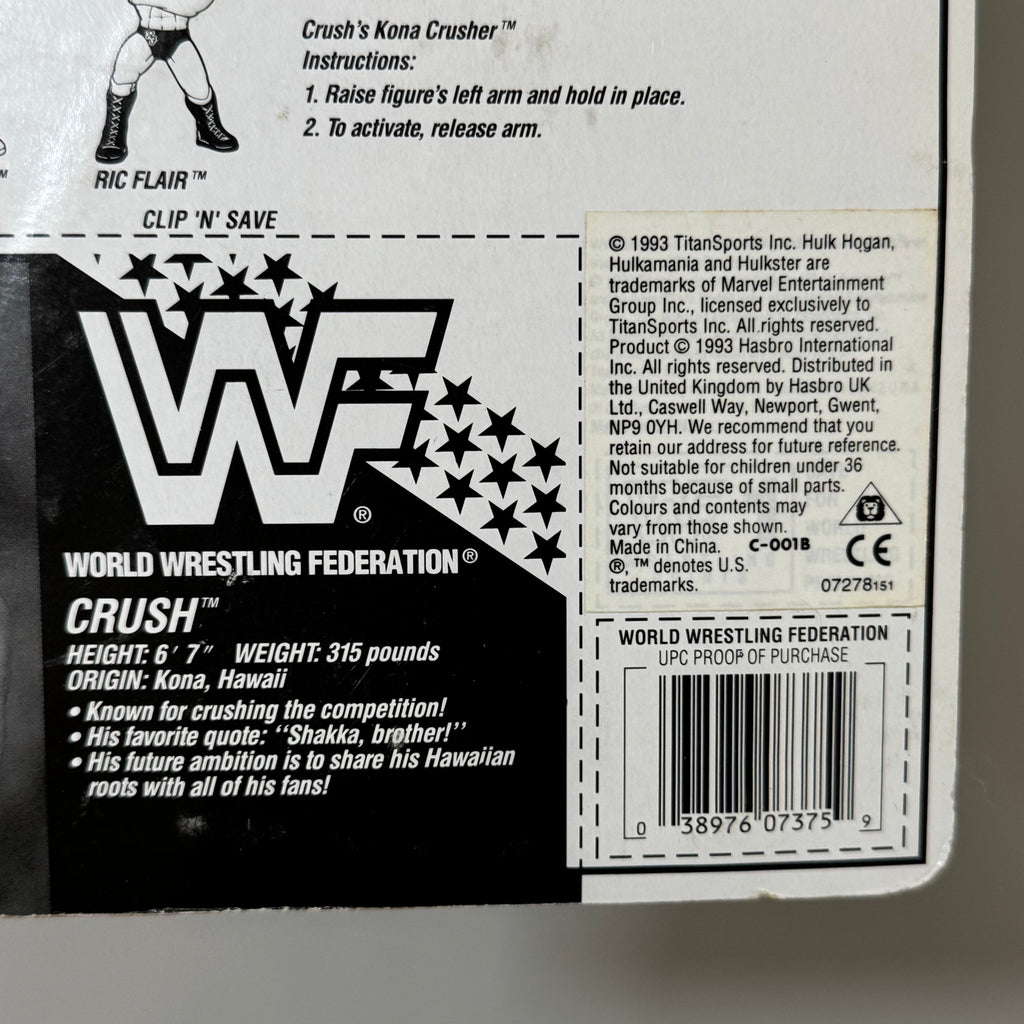 Crush's Kona Crusher™
Instructions:
1. Raise figure's left arm and hold in place.
2. To activate, release arm.
™
RIC FLAIR™
CLIP 'N' SAVE
WF
®
WORLD WRESTLING FEDERATION®
CRUSH™
HEIGHT: 6' 7" WEIGHT: 315 pounds
ORIGIN: Kona, Hawaii
• Known for crushing the competition!
• His favorite quote: "Shakka, brother!"
• His future ambition is to share his Hawaiian
roots with all of his fans!
© 1993 TitanSports Inc. Hulk Hogan,
Hulkamania and Hulkster are
trademarks of Marvel Entertainment
Group Inc., licensed exclusively to
TitanSports Inc. All rights reserved.
Product © 1993 Hasbro International
Inc. All rights reserved. Distributed in
the United Kingdom by Hasbro UK
Ltd., Caswell Way, Newport, Gwent,
NP9 0YH. We recommend that you
retain our address for future reference.
Not suitable for children under 36
months because of small parts.
Colours and contents may
vary from those shown.
Made in China. C-001B
®, ™ denotes U.S.
trademarks.
CE
07278151
WORLD WRESTLING FEDERATION
UPC PROOF OF PURCHASE
0 38976 07375 9